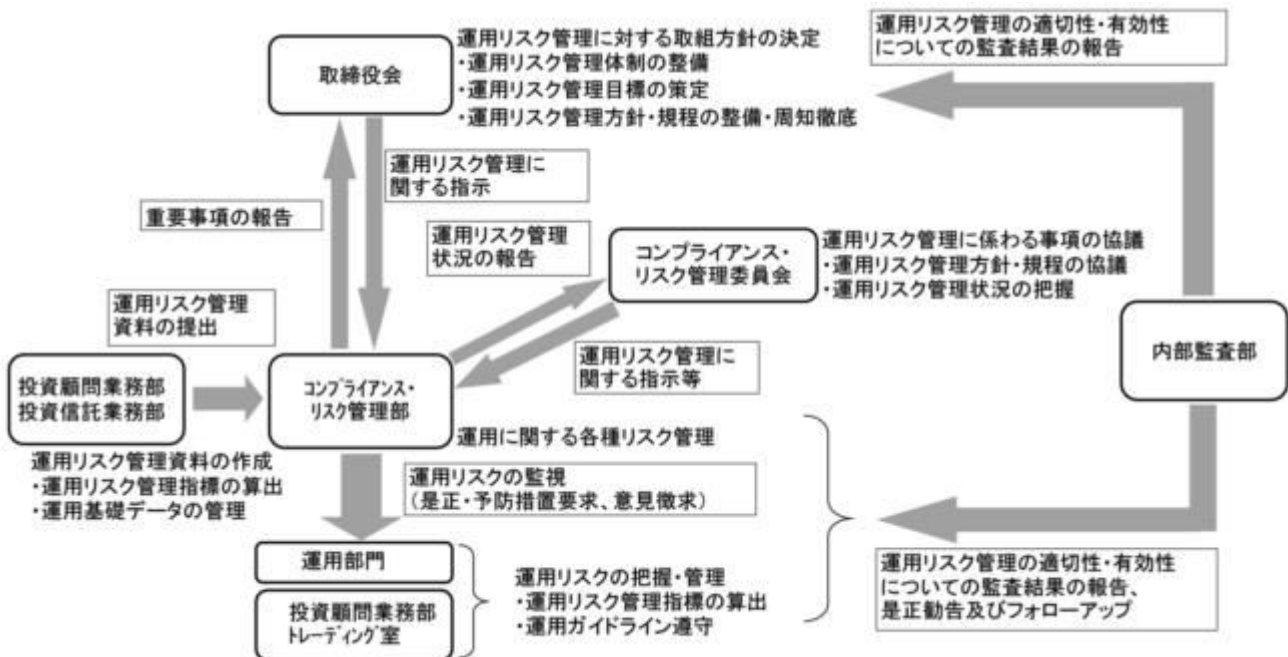 運用リスク管理に対する取組方針の決定
・運用リスク管理体制の整備
・運用リスク管理目標の策定
・運用リスク管理方針・規程の整備・周知徹底
取締役会
運用リスク管理の適切性・有効性
についての監査結果の報告
運用リスク管理に
関する指示
重要事項の報告
運用リスク管理
状況の報告
コンプライアンス・
リスク管理委員会
運用リスク管理に係わる事項の協議
・運用リスク管理方針・規程の協議
・運用リスク管理状況の把握
運用リスク管理
資料の提出
内部監査部
運用リスク管理に
関する指示等
投資顧問業務部
投資信託業務部
コンプライアンス・
リスク管理部
運用に関する各種リスク管理
運用リスク管理資料の作成
・運用リスク管理指標の算出
・運用基礎データの管理
運用リスクの監視
(是正・予防措置要求、意見徴求)
運用部門
投資顧問業務部
トレーディング室
運用リスクの把握・管理
・運用リスク管理指標の算出
・運用ガイドライン遵守
運用リスク管理の適切性・有効性
についての監査結果の報告、
是正勧告及びフォローアップ